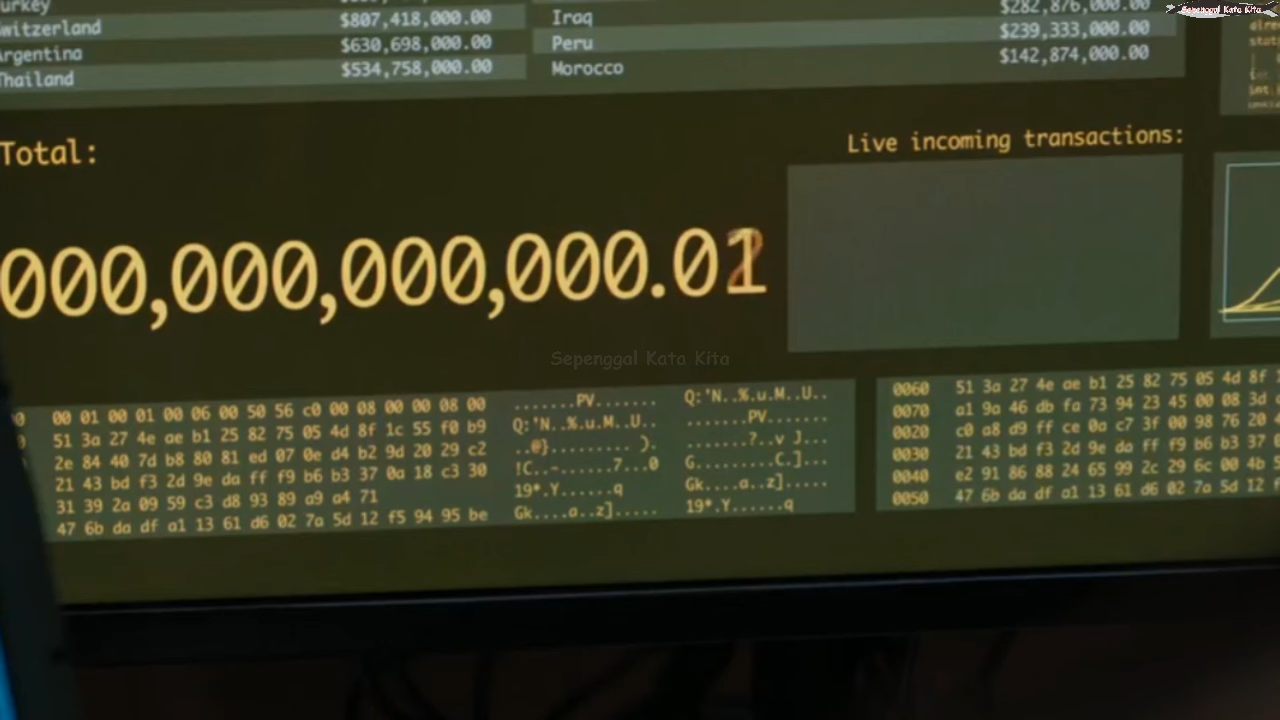 Sepenggal Kata Kita
$807,418,000.00
Iraq
$282,876,000.00
$630,698,000.00
Peru
$239,333,000.00
Thailand
$534,758,000.00
Morocco
$142,874,000.00
Total:
Live incoming transactions:
000,000,000,000.01
Sepenggal Kata Kita
00 01 00 01 00 06 00 50 56 c0 00 08 00 00 08 00
51 3a 27 4e ae b1 25 82 75 05 4d 8f 1c 55 f0 b9
2e 84 40 7d b8 80 81 ed 07 0e d4 b2 9d 20 29 c2
21 43 bd f3 2d 9e da ff f9 b6 b3 37 0a 18 c3 30
31 39 2a 09 59 c3 d8 93 89 a9 a4 71
47 6b da df a1 13 61 d6 02 7a 5d 12 f5 94 95 be
.......PV.......
Q:'N..%.u.M..U..
..@}......... ).
!C..-.......7...0
19*.Y......q
Gk....a..z].....
Q:'N..%.u.M..U..
.......PV.......
.......?..v J...
G.........C.]...
Gk....a..z].....
19*.Y......q
0060 51 3a 27 4e ae b1 25 82 75 05 4d 8f
0070 a1 9a 46 db fa 73 94 23 45 00 08 3d
0020 c0 a8 d9 ff ce 0a c7 3f 00 98 76 20
0030 21 43 bd f3 2d 9e da ff f9 b6 b3 37
0040 e2 91 86 88 24 65 99 2c 29 6c 00 4b
0050 47 6b da df a1 13 61 d6 02 7a 5d 12